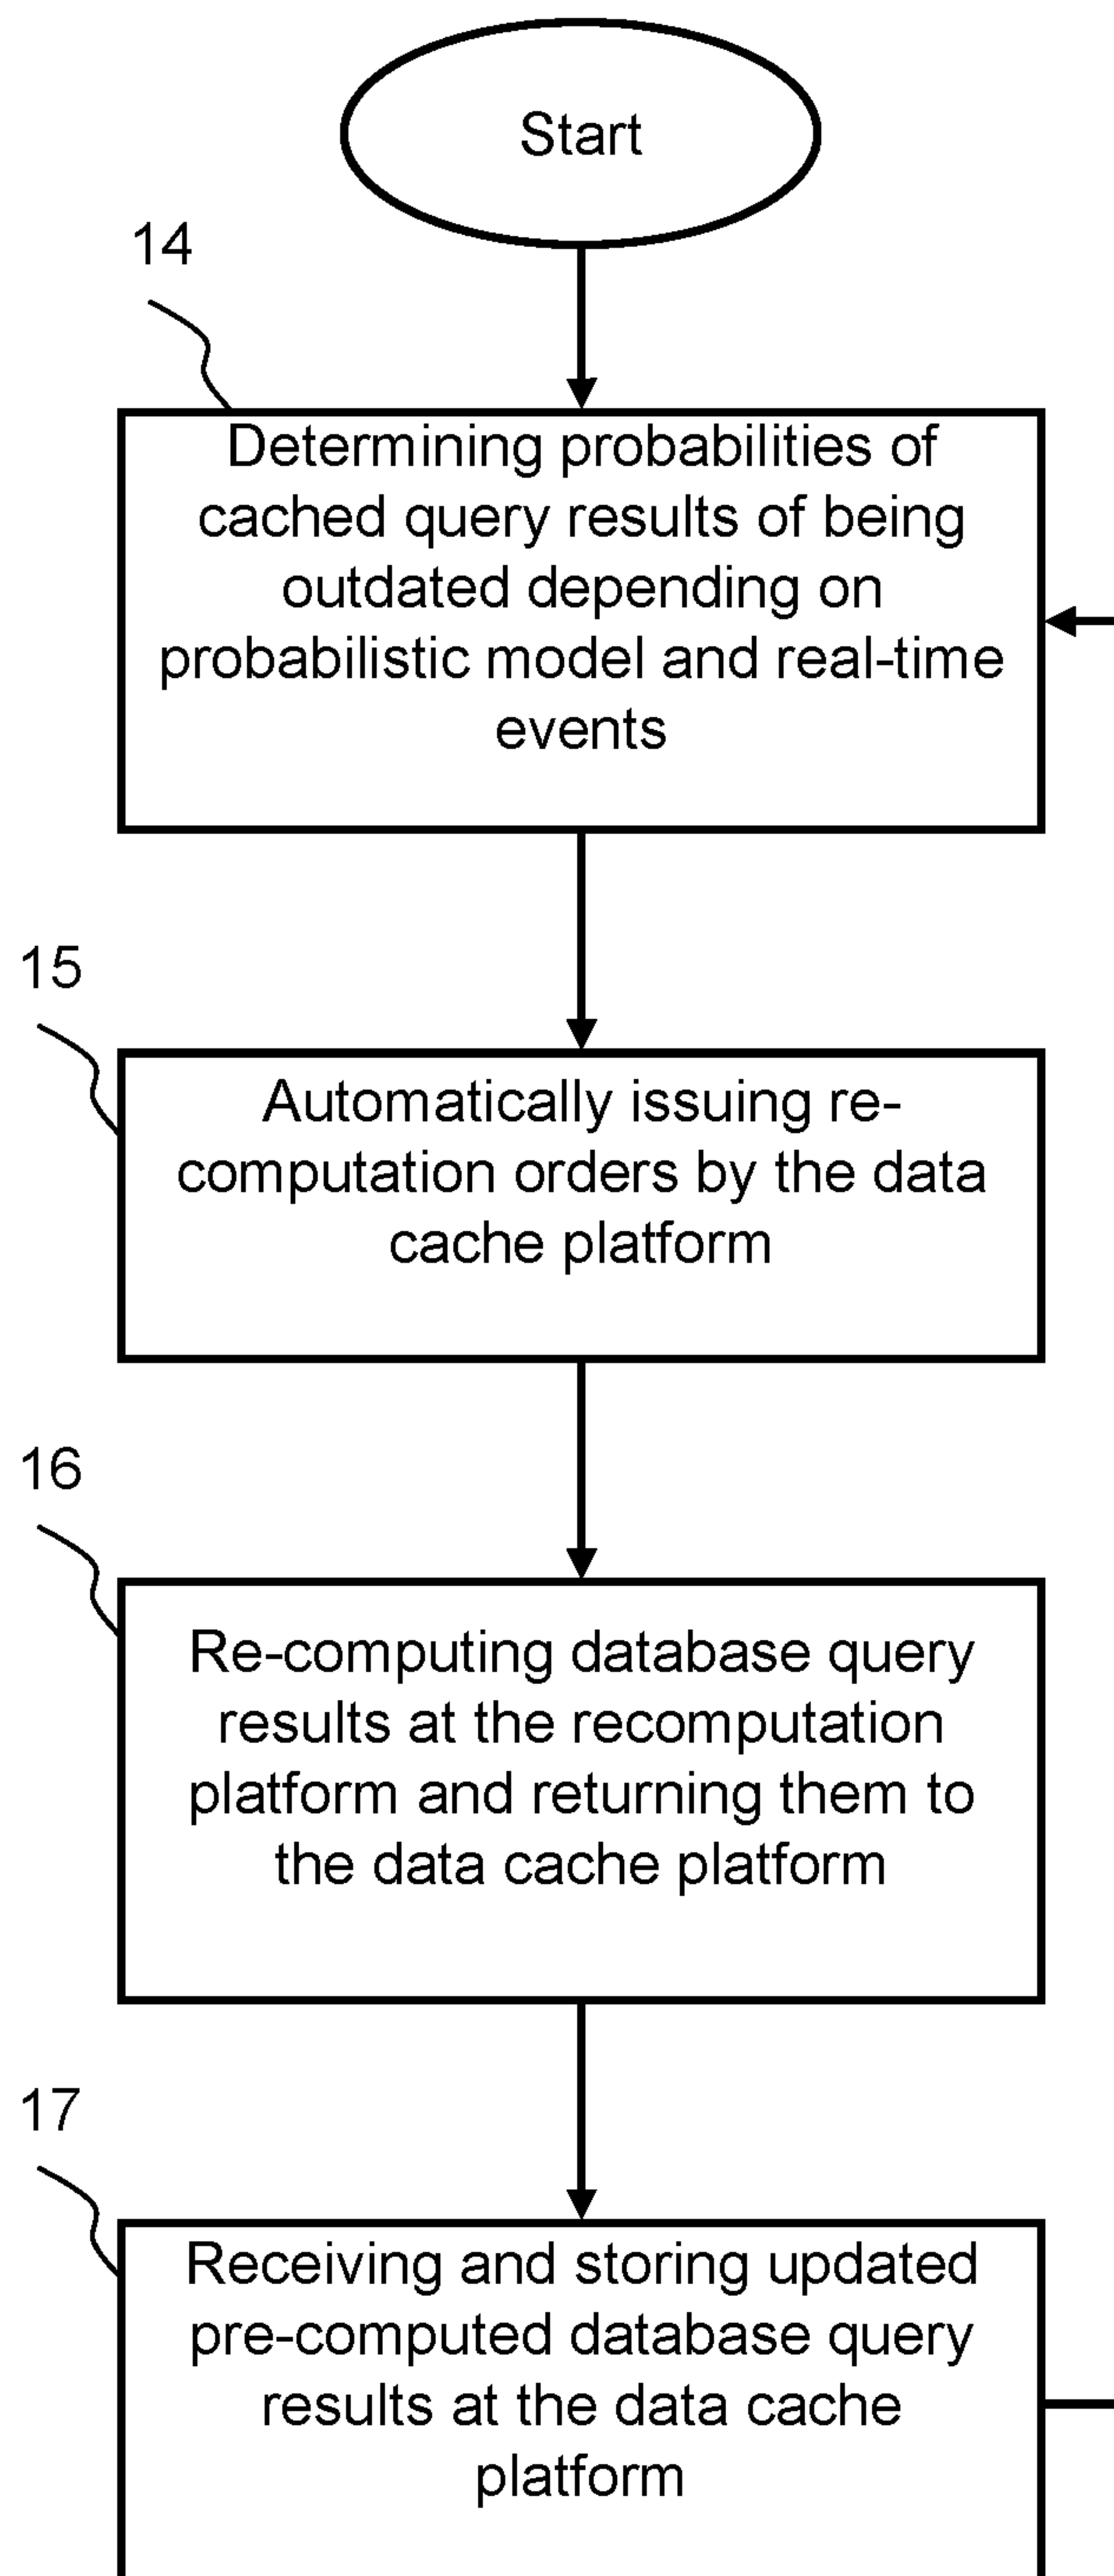 Start
14
Determining probabilities of
cached query results of being
outdated depending on
probabilistic model and real-time
events
15
Automatically issuing re-
computation orders by the data
cache platform
16
Re-computing database query
results at the recomputation
platform and returning them to
the data cache platform
17
Receiving and storing updated
pre-computed database query
results at the data cache
platform